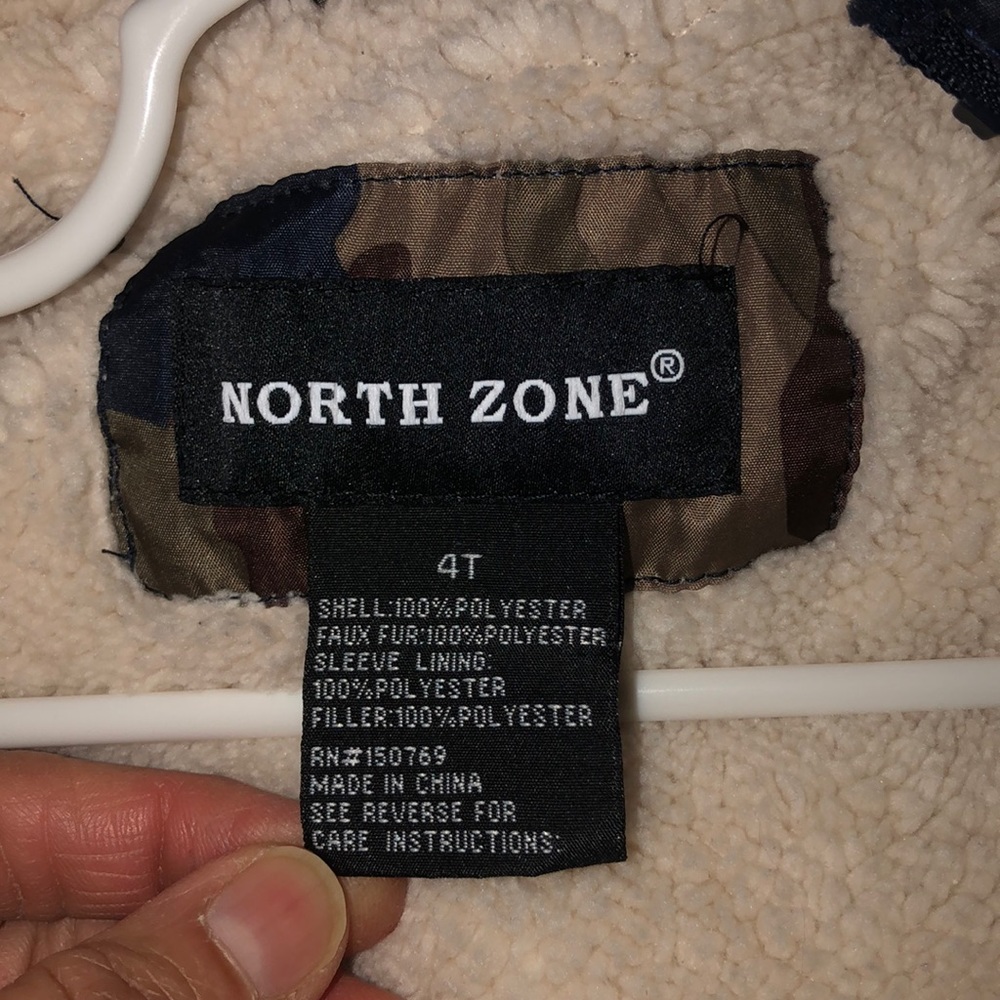 NORTH ZONE®
4T
SHELL:100%POLYESTER
FAUX FUR:100%POLYESTER
SLEEVE LINING:
100%POLYESTER
FILLER:100%POLYESTER
RN#150769
MADE IN CHINA
SEE REVERSE FOR
CARE INSTRUCTIONS: